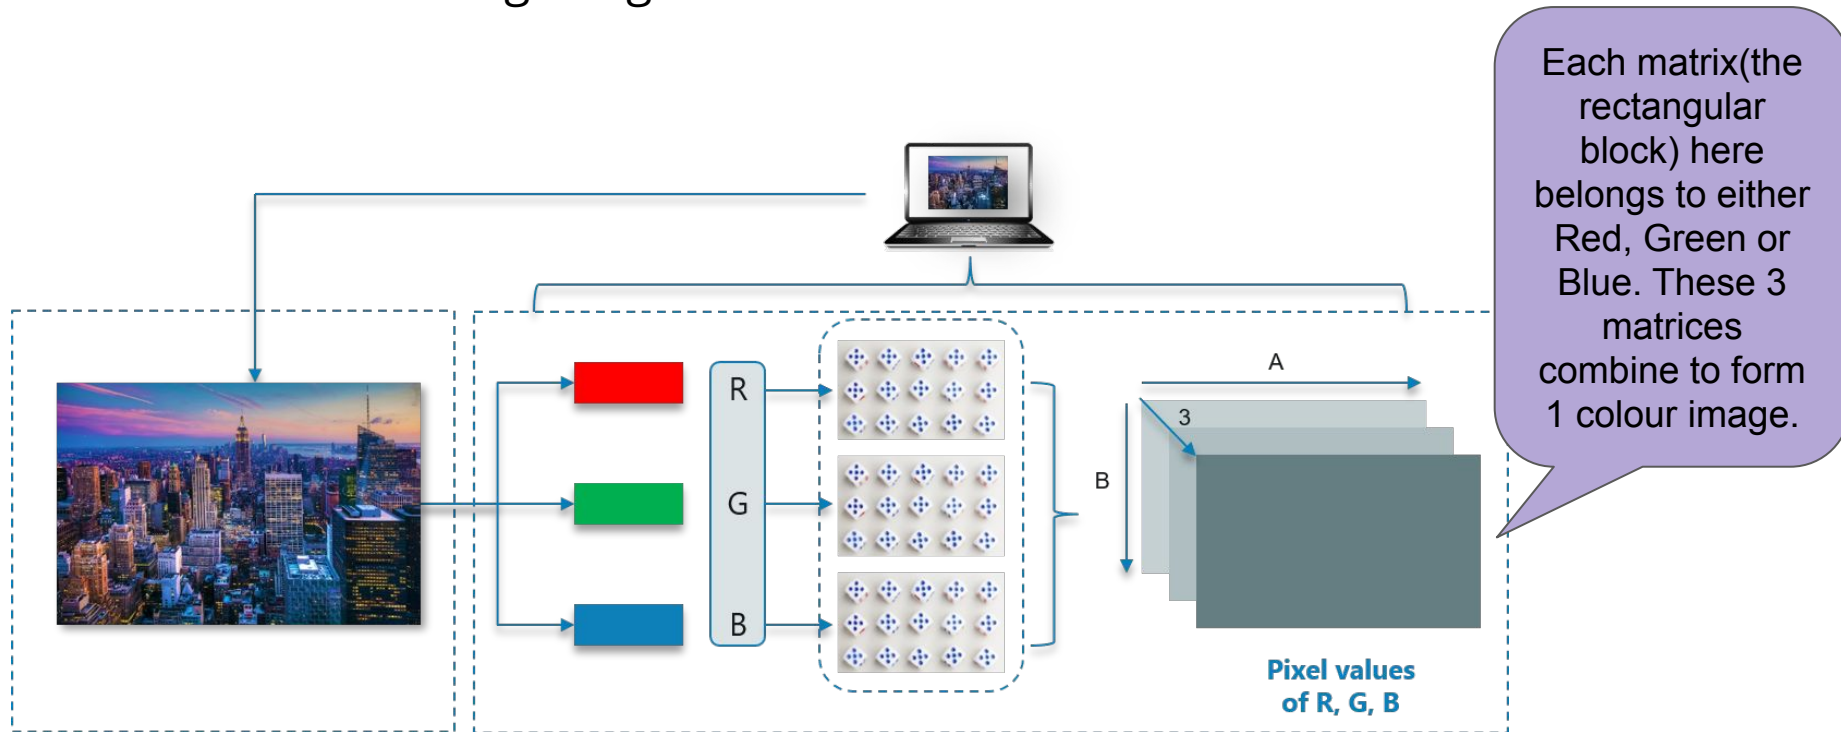 Each matrix(the
rectangular
block) here
belongs to either
Red, Green or
Blue. These 3
matrices
combine to form
1 colour image.
R
G
B
A
3
B
Pixel values
of R, G, B